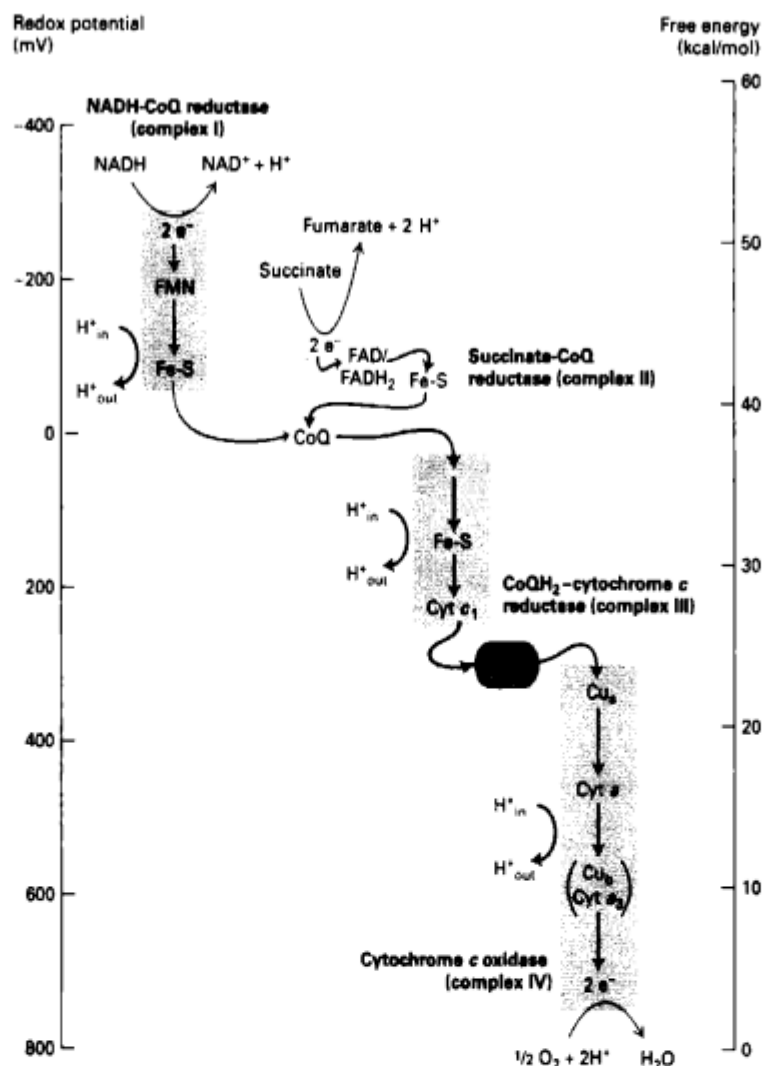 Redox potential
(mV)
Free energy
(kcal/mol)
60
NADH-CoQ reductase
(complex I)
-400
NADH
NAD⁺ + H⁺
2 e⁻
Fumarate + 2 H⁺
50
Succinate
-200
FMN
H⁺in
2 e⁻
FAD/
FADH₂
Fe-S
Succinate-CoQ
reductase (complex II)
Fe-S
H⁺out
40
0
CoQ
H⁺in
Fe-S
H⁺out
30
200
Cyt c₁
CoQH₂–cytochrome c
reductase (complex III)
Cuₐ
20
400
Cyt a
H⁺in
H⁺out
Cu_b
Cyt a₃
10
600
Cytochrome c oxidase
(complex IV)
2 e⁻
800
1/2 O₂ + 2H⁺
H₂O
0